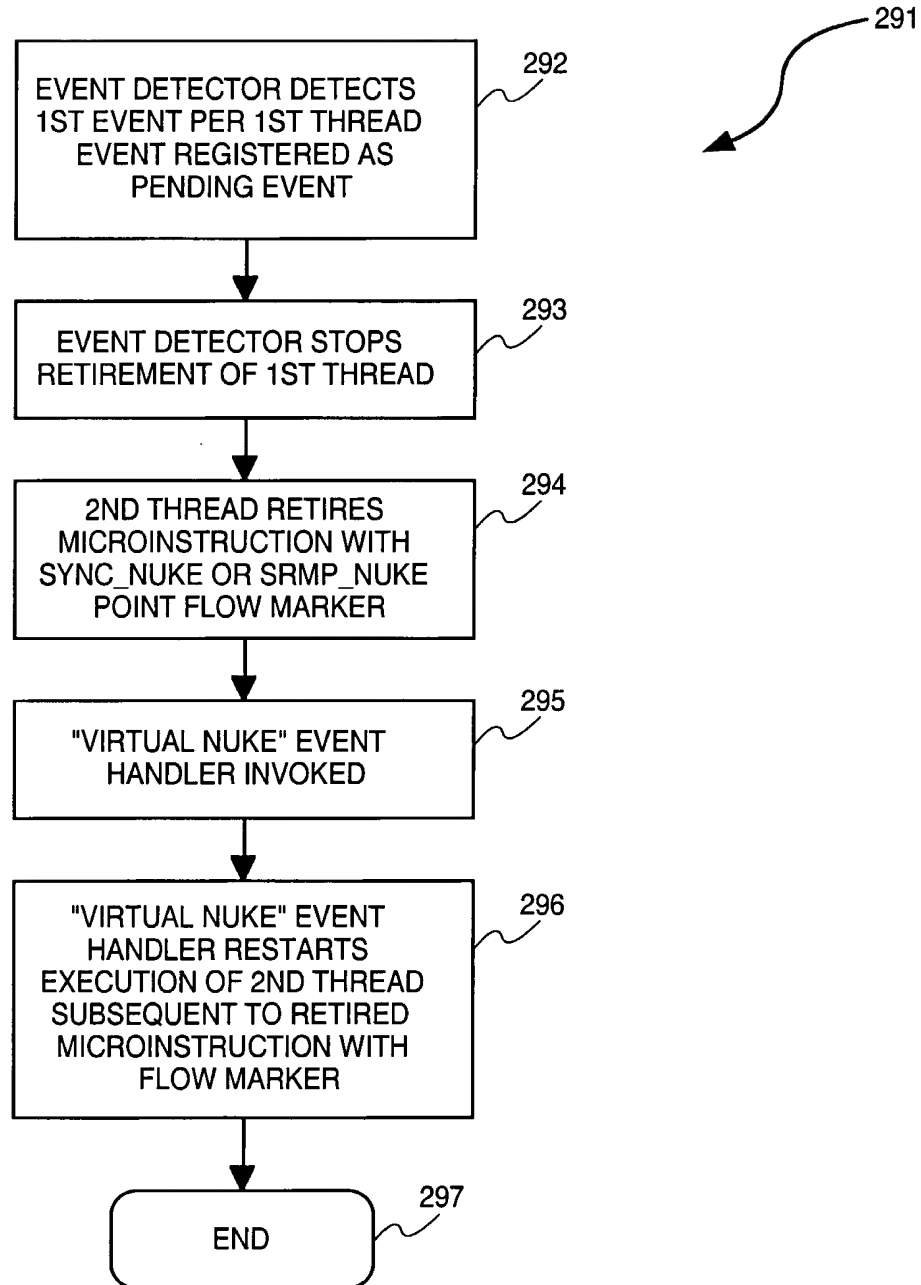 291
EVENT DETECTOR DETECTS
1ST EVENT PER 1ST THREAD
EVENT REGISTERED AS
PENDING EVENT
292
EVENT DETECTOR STOPS
RETIREMENT OF 1ST THREAD
293
2ND THREAD RETIRES
MICROINSTRUCTION WITH
SYNC_NUKE OR SRMP_NUKE
POINT FLOW MARKER
294
"VIRTUAL NUKE" EVENT
HANDLER INVOKED
295
"VIRTUAL NUKE" EVENT
HANDLER RESTARTS
EXECUTION OF 2ND THREAD
SUBSEQUENT TO RETIRED
MICROINSTRUCTION WITH
FLOW MARKER
296
END
297